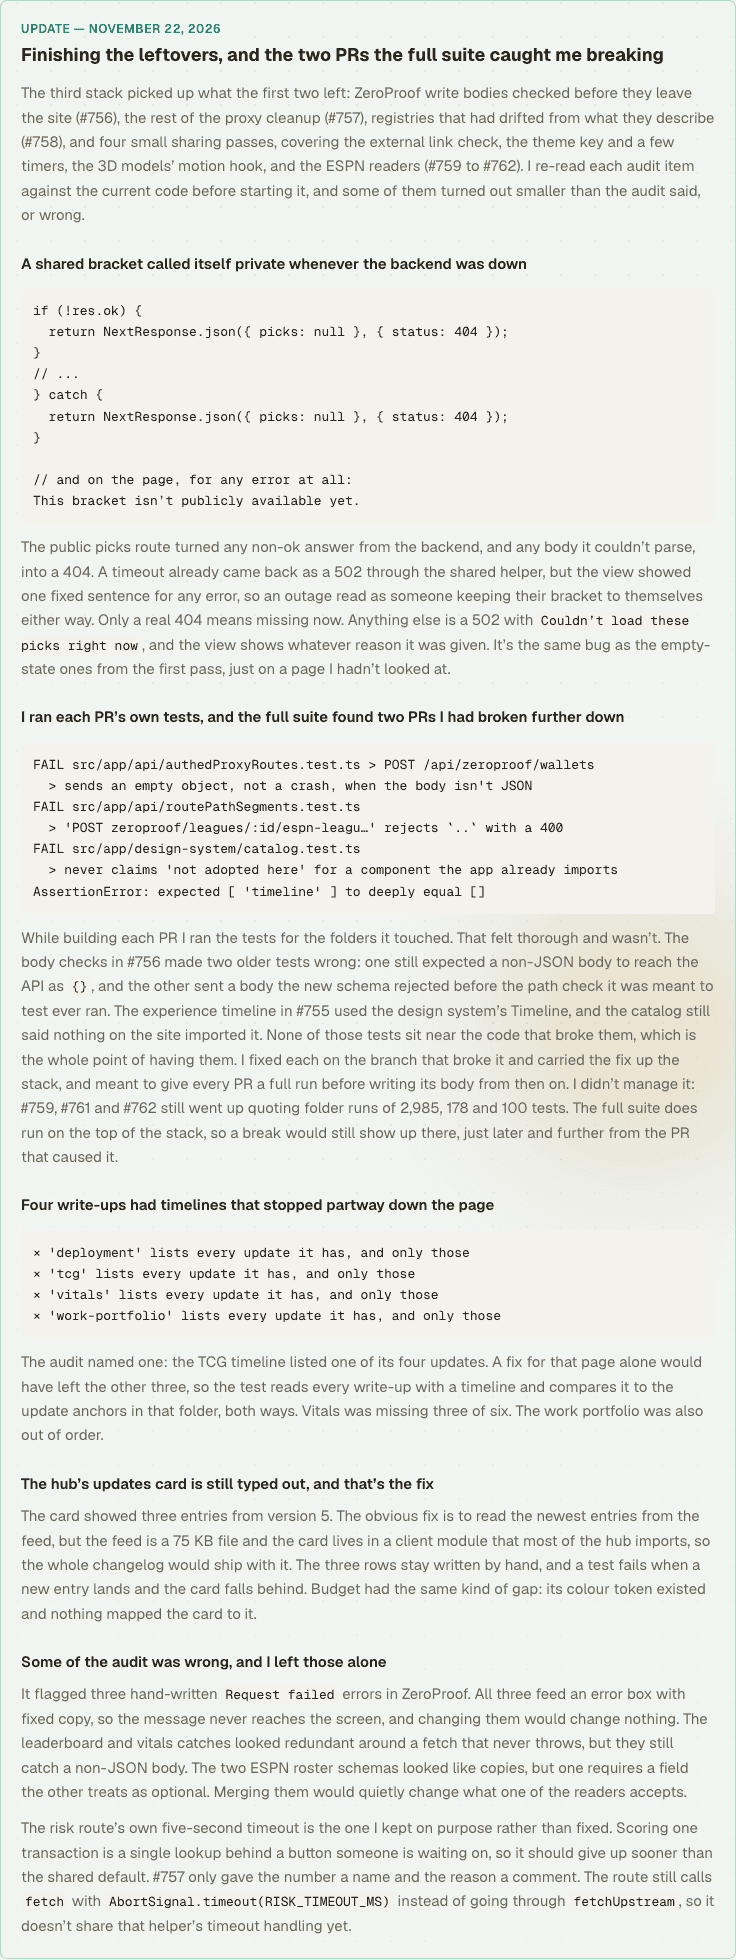 UPDATE — NOVEMBER 22, 2026
Finishing the leftovers, and the two PRs the full suite caught me breaking
The third stack picked up what the first two left: ZeroProof write bodies checked before they leave
the site (#756), the rest of the proxy cleanup (#757), registries that had drifted from what they describe
(#758), and four small sharing passes, covering the external link check, the theme key and a few
timers, the 3D models’ motion hook, and the ESPN readers (#759 to #762). I re-read each audit item
against the current code before starting it, and some of them turned out smaller than the audit said,
or wrong.
A shared bracket called itself private whenever the backend was down
if (!res.ok) {
  return NextResponse.json({ picks: null }, { status: 404 });
}
// ...
} catch {
  return NextResponse.json({ picks: null }, { status: 404 });
}
// and on the page, for any error at all:
This bracket isn’t publicly available yet.
The public picks route turned any non-ok answer from the backend, and any body it couldn’t parse,
into a 404. A timeout already came back as a 502 through the shared helper, but the view showed
one fixed sentence for any error, so an outage read as someone keeping their bracket to themselves
either way. Only a real 404 means missing now. Anything else is a 502 with Couldn’t load these
picks right now, and the view shows whatever reason it was given. It’s the same bug as the empty-
state ones from the first pass, just on a page I hadn’t looked at.
I ran each PR’s own tests, and the full suite found two PRs I had broken further down
FAIL src/app/api/authedProxyRoutes.test.ts > POST /api/zeroproof/wallets
  > sends an empty object, not a crash, when the body isn't JSON
FAIL src/app/api/routePathSegments.test.ts
  > 'POST zeroproof/leagues/:id/espn-leagu…' rejects `..` with a 400
FAIL src/app/design-system/catalog.test.ts
  > never claims 'not adopted here' for a component the app already imports
AssertionError: expected [ 'timeline' ] to deeply equal []
While building each PR I ran the tests for the folders it touched. That felt thorough and wasn’t. The
body checks in #756 made two older tests wrong: one still expected a non-JSON body to reach the
API as {}, and the other sent a body the new schema rejected before the path check it was meant to
test ever ran. The experience timeline in #755 used the design system’s Timeline, and the catalog still
said nothing on the site imported it. None of those tests sit near the code that broke them, which is
the whole point of having them. I fixed each on the branch that broke it and carried the fix up the
stack, and meant to give every PR a full run before writing its body from then on. I didn’t manage it:
#759, #761 and #762 still went up quoting folder runs of 2,985, 178 and 100 tests. The full suite does
run on the top of the stack, so a break would still show up there, just later and further from the PR
that caused it.
Four write-ups had timelines that stopped partway down the page
× 'deployment' lists every update it has, and only those
× 'tcg' lists every update it has, and only those
× 'vitals' lists every update it has, and only those
× 'work-portfolio' lists every update it has, and only those
The audit named one: the TCG timeline listed one of its four updates. A fix for that page alone would
have left the other three, so the test reads every write-up with a timeline and compares it to the
update anchors in that folder, both ways. Vitals was missing three of six. The work portfolio was also
out of order.
The hub’s updates card is still typed out, and that’s the fix
The card showed three entries from version 5. The obvious fix is to read the newest entries from the
feed, but the feed is a 75 KB file and the card lives in a client module that most of the hub imports, so
the whole changelog would ship with it. The three rows stay written by hand, and a test fails when a
new entry lands and the card falls behind. Budget had the same kind of gap: its colour token existed
and nothing mapped the card to it.
Some of the audit was wrong, and I left those alone
It flagged three hand-written Request failed errors in ZeroProof. All three feed an error box with
fixed copy, so the message never reaches the screen, and changing them would change nothing. The
leaderboard and vitals catches looked redundant around a fetch that never throws, but they still
catch a non-JSON body. The two ESPN roster schemas looked like copies, but one requires a field
the other treats as optional. Merging them would quietly change what one of the readers accepts.
The risk route’s own five-second timeout is the one I kept on purpose rather than fixed. Scoring one
transaction is a single lookup behind a button someone is waiting on, so it should give up sooner than
the shared default. #757 only gave the number a name and the reason a comment. The route still calls
fetch with AbortSignal.timeout(RISK_TIMEOUT_MS) instead of going through fetchUpstream, so it
doesn’t share that helper’s timeout handling yet.